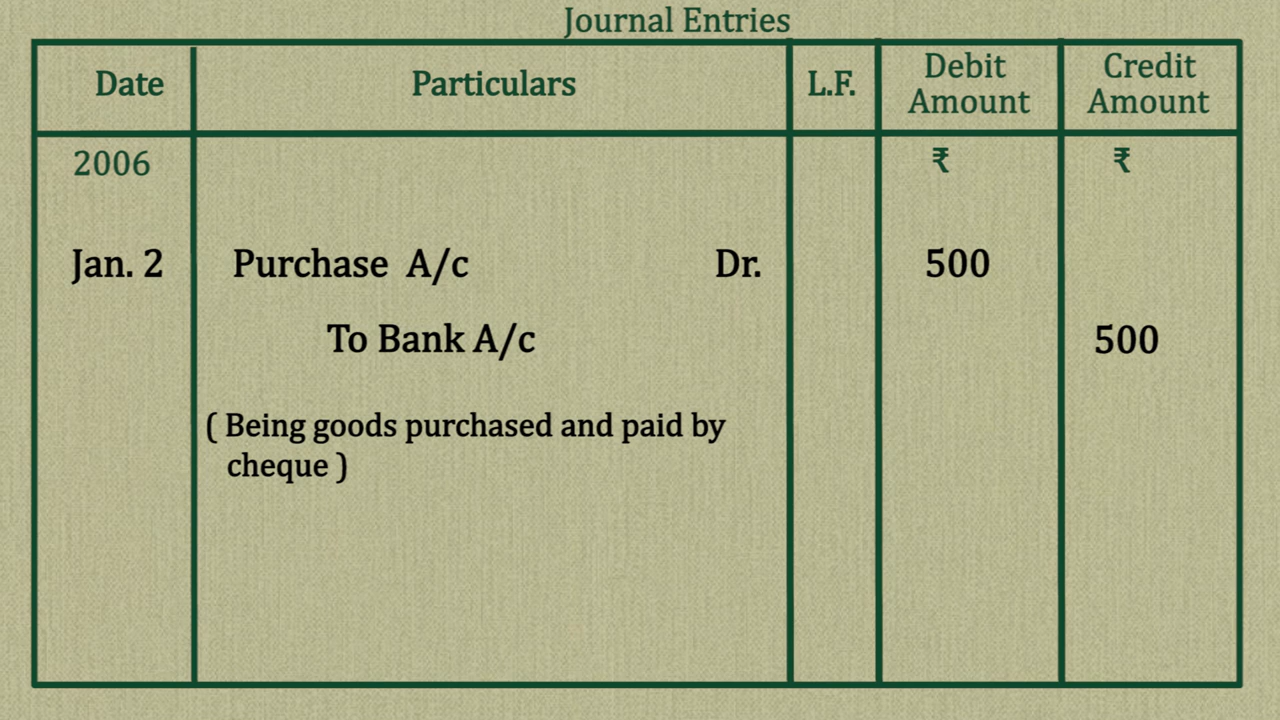 Journal Entries
Date Particulars L.F. Debit Amount Credit Amount
2006 ₹ ₹
Jan. 2 Purchase A/c Dr. 500
To Bank A/c 500
( Being goods purchased and paid by
cheque )